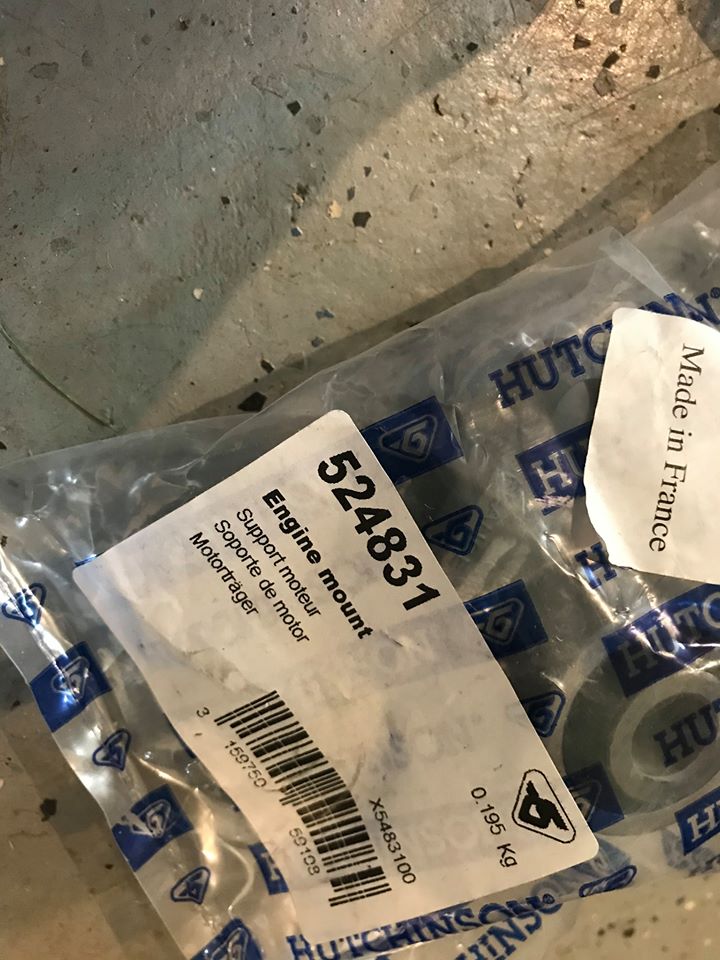 524831
Engine mount
Support moteur
Soporte de motor
Motorträger
3 159750
X5483100
0.195 Kg
Made in France
HUTCHINSON
HUTCHINSON